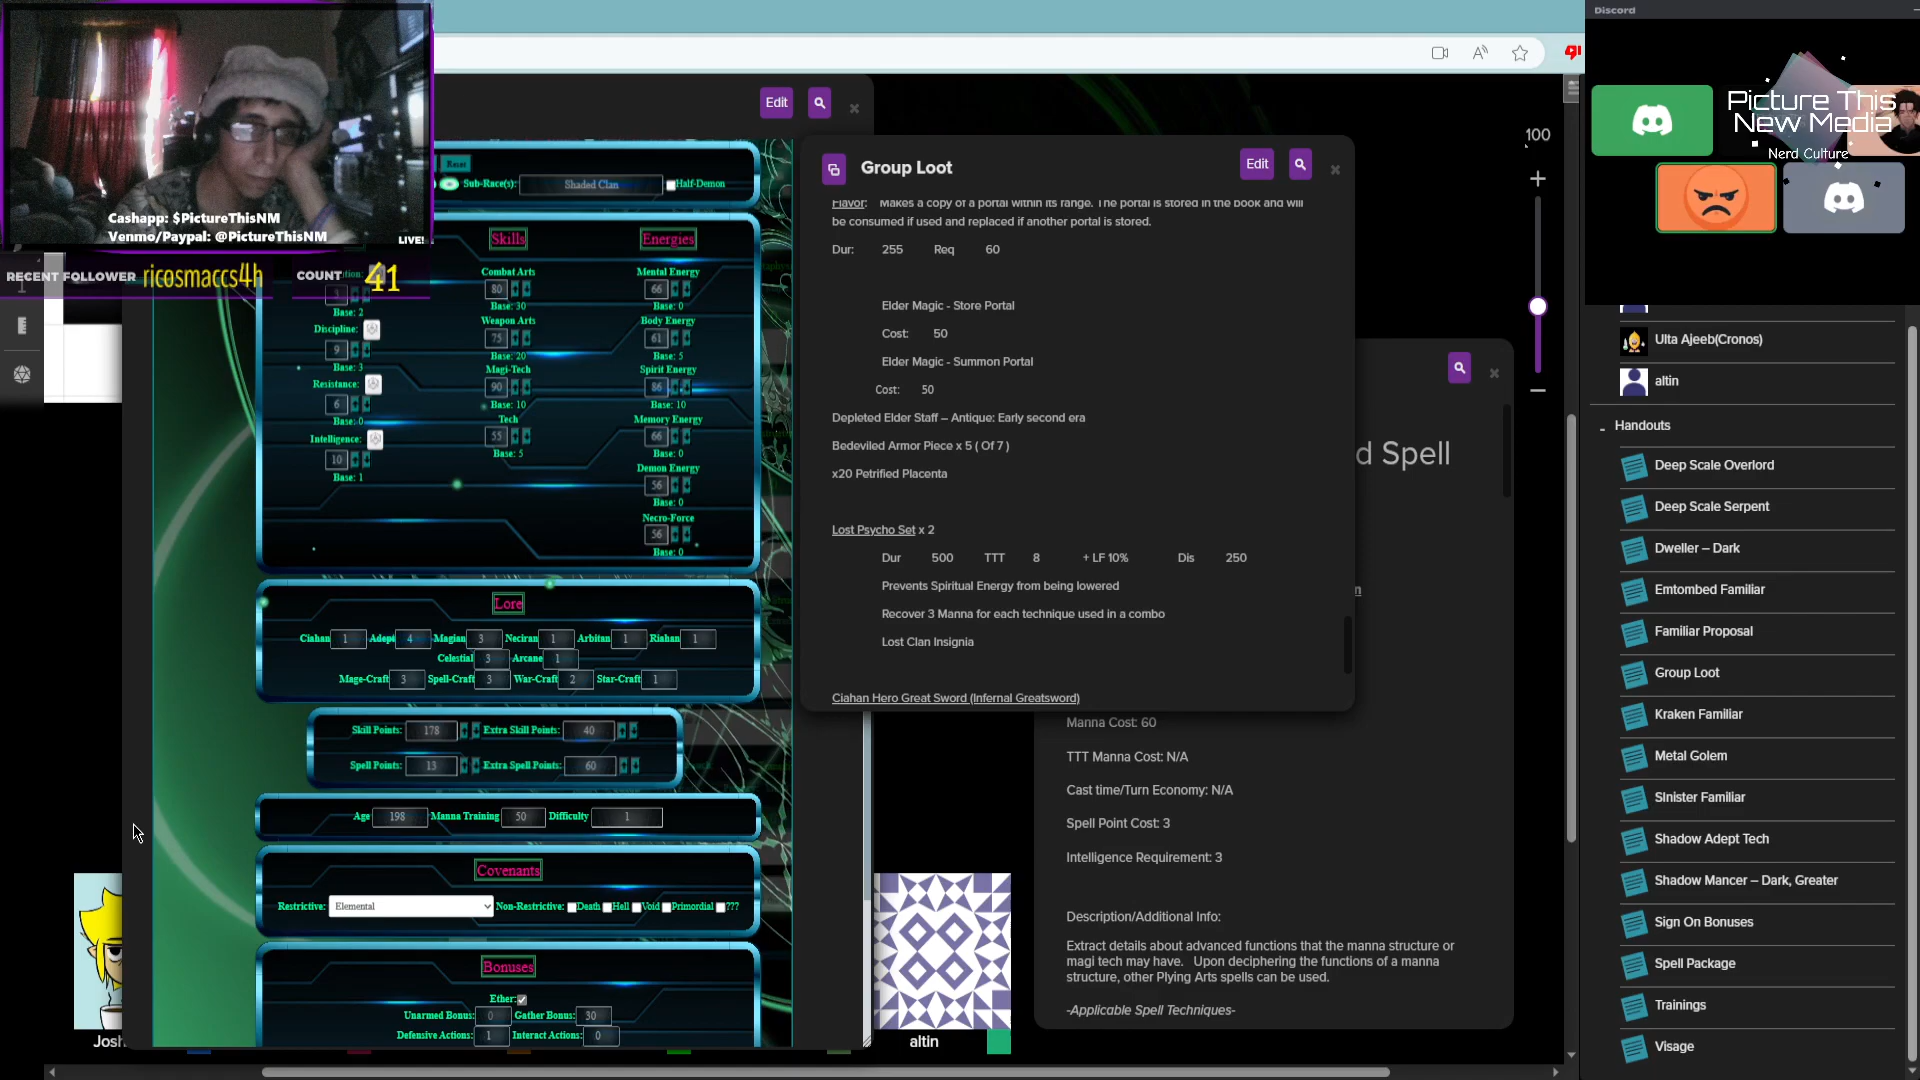 Discord
Picture This
New Media
Nerd Culture
Cashapp: $PictureThisNM
Venmo/Paypal: @PictureThisNM
LIVE!
RECENT FOLLOWER ricosmaccs4h
COUNT 41
Edit
Reset
Sub-Race(s): Shaded Clan Half-Demon
Skills
Energies
Base: 2
Discipline:
9
Base: 3
Resistance:
6
Base: 0
Intelligence:
10
Base: 1
Combat Arts
80
Base: 30
Weapon Arts
75
Base: 20
Magi-Tech
90
Base: 10
Tech
55
Base: 5
Mental Energy
66
Base: 0
Body Energy
61
Base: 5
Spirit Energy
86
Base: 10
Memory Energy
66
Base: 0
Demon Energy
56
Base: 0
Necro-Force
56
Base: 0
Lore
Ciahan 1 Adept 4 Magian 3 Neciran 1 Arbitan 1 Riahan 1
Celestial 3 Arcane 1
Mage-Craft 3 Spell-Craft 3 War-Craft 2 Star-Craft 1
Skill Points: 178 Extra Skill Points: 40
Spell Points: 13 Extra Spell Points: 60
Age 198 Manna Training 50 Difficulty 1
Covenants
Restrictive: Elemental Non-Restrictive: Death Hell Void Primordial ???
Bonuses
Ether:
Unarmed Bonus: 0 Gather Bonus: 30
Defensive Actions: 1 Interact Actions: 0
Group Loot
Edit
Flavor: Makes a copy of a portal within its range. The portal is stored in the book and will
be consumed if used and replaced if another portal is stored.
Dur: 255 Req 60
Elder Magic - Store Portal
Cost: 50
Elder Magic - Summon Portal
Cost: 50
Depleted Elder Staff – Antique: Early second era
Bedeviled Armor Piece x 5 ( Of 7 )
x20 Petrified Placenta
Lost Psycho Set x 2
Dur 500 TTT 8 + LF 10% Dis 250
Prevents Spiritual Energy from being lowered
Recover 3 Manna for each technique used in a combo
Lost Clan Insignia
Ciahan Hero Great Sword (Infernal Greatsword)
d Spell
n
Manna Cost: 60
TTT Manna Cost: N/A
Cast time/Turn Economy: N/A
Spell Point Cost: 3
Intelligence Requirement: 3
Description/Additional Info:
Extract details about advanced functions that the manna structure or
magi tech may have. Upon deciphering the functions of a manna
structure, other Plying Arts spells can be used.
-Applicable Spell Techniques-
100
Josh
altin
Ulta Ajeeb(Cronos)
altin
Handouts
Deep Scale Overlord
Deep Scale Serpent
Dweller – Dark
Emtombed Familiar
Familiar Proposal
Group Loot
Kraken Familiar
Metal Golem
SInister Familiar
Shadow Adept Tech
Shadow Mancer – Dark, Greater
Sign On Bonuses
Spell Package
Trainings
Visage